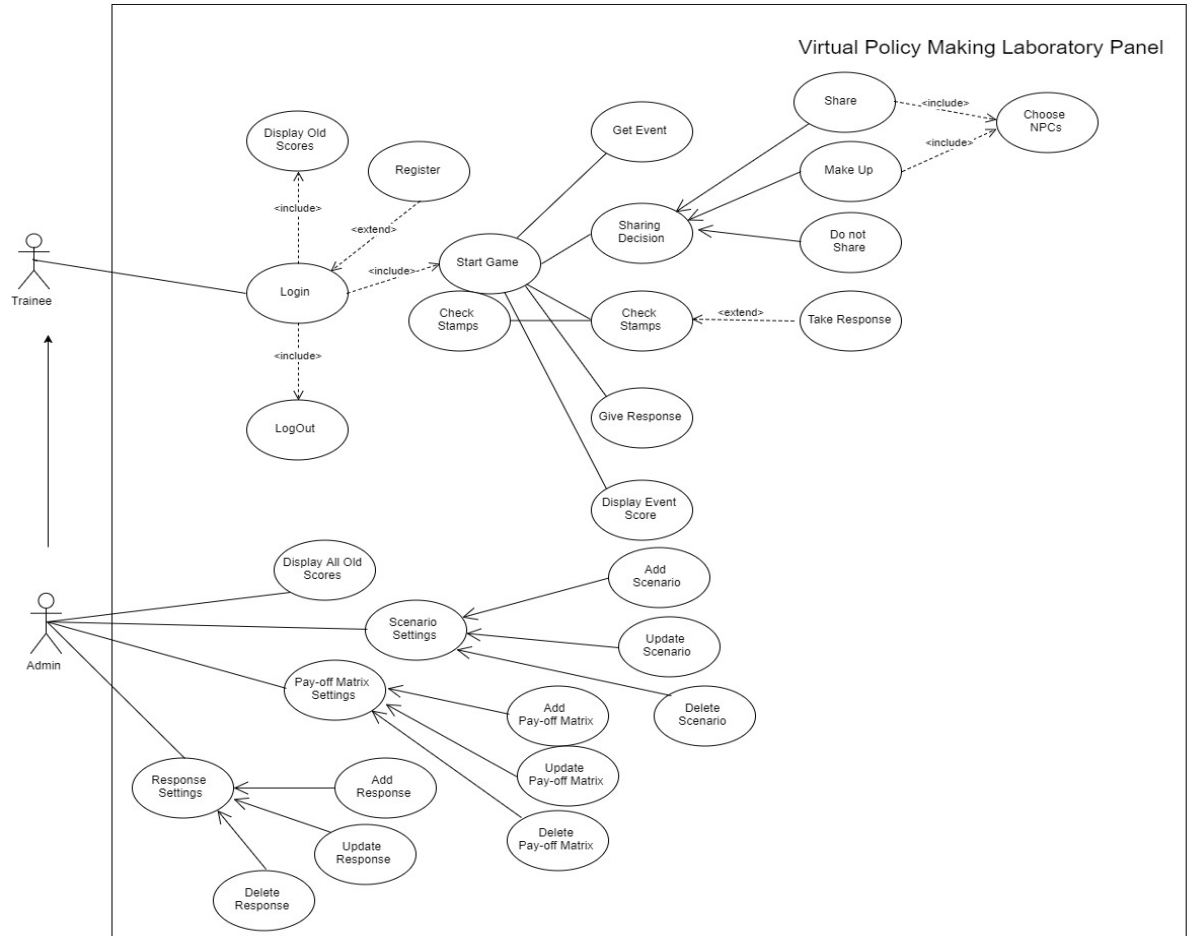 Virtual Policy Making Laboratory Panel
Share
<include>
Choose
NPCs
<include>
Make Up
Display Old
Scores
Get Event
Register
<include>
<extend>
Sharing
Decision
Do not
Share
Trainee
Login
<include>
Start Game
Check
Stamps
Check
Stamps
<extend>
Take Response
<include>
LogOut
Give Response
Display Event
Score
Display All Old
Scores
Add
Scenario
Admin
Scenario
Settings
Update
Scenario
Pay-off Matrix
Settings
Delete
Scenario
Add
Pay-off Matrix
Update
Pay-off Matrix
Delete
Pay-off Matrix
Response
Settings
Add
Response
Update
Response
Delete
Response